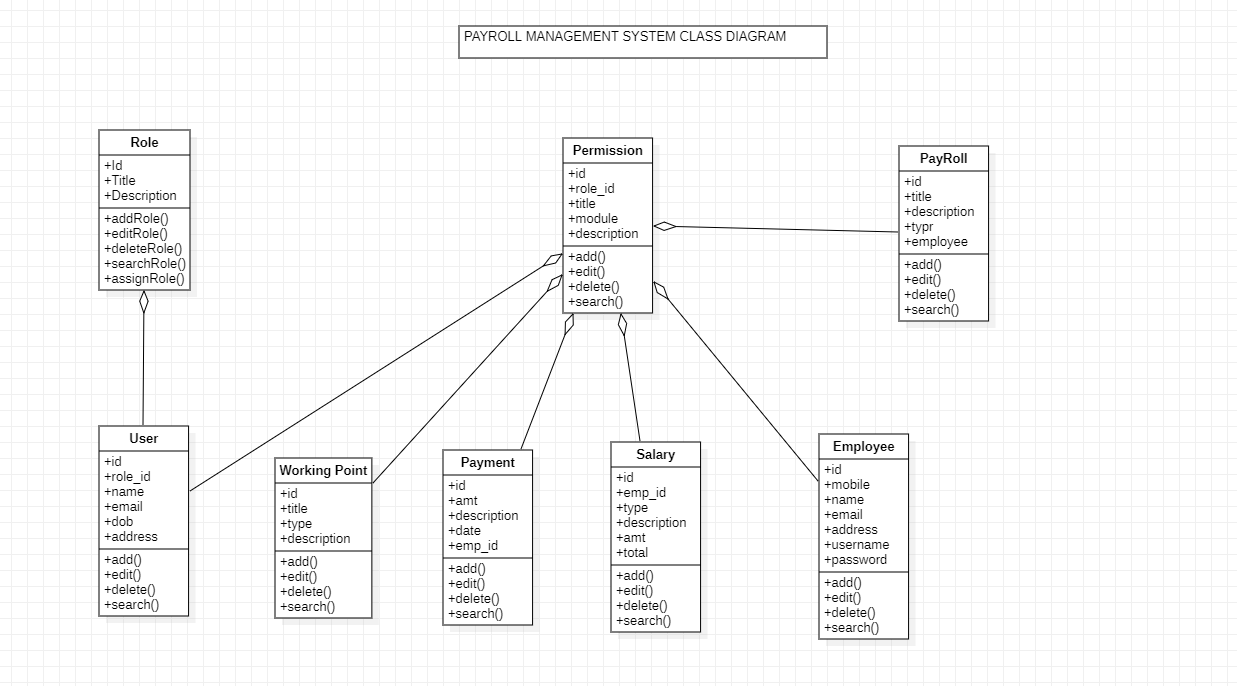 PAYROLL MANAGEMENT SYSTEM CLASS DIAGRAM
Role
+Id
+Title
+Description
+addRole()
+editRole()
+deleteRole()
+searchRole()
+assignRole()
Permission
+id
+role_id
+title
+module
+description
+add()
+edit()
+delete()
+search()
PayRoll
+id
+title
+description
+typr
+employee
+add()
+edit()
+delete()
+search()
User
+id
+role_id
+name
+email
+dob
+address
+add()
+edit()
+delete()
+search()
Working Point
+id
+title
+type
+description
+add()
+edit()
+delete()
+search()
Payment
+id
+amt
+description
+date
+emp_id
+add()
+edit()
+delete()
+search()
Salary
+id
+emp_id
+type
+description
+amt
+total
+add()
+edit()
+delete()
+search()
Employee
+id
+mobile
+name
+email
+address
+username
+password
+add()
+edit()
+delete()
+search()